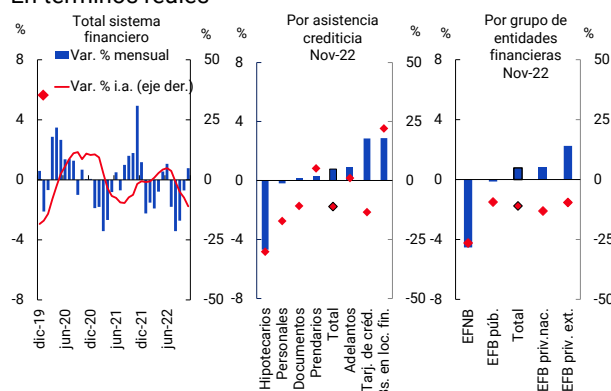 En términos reales
Total sistema
financiero
%
%
Var. % mensual
Var. % i.a. (eje der.)
8
4
0
-4
-8
50
25
0
-25
-50
dic-19
jun-20
dic-20
jun-21
dic-21
jun-22
Por asistencia
crediticia
Nov-22
%
%
8
4
0
-4
-8
50
25
0
-25
-50
Hipotecarios
Personales
Documentos
Prendarios
Total
Adelantos
Tarj. de créd.
Bs. en loc. fin.
Por grupo de
entidades
financieras
Nov-22
%
%
8
4
0
-4
-8
50
25
0
-25
-50
EFNB
EFB púb.
Total
EFB priv.nac.
EFB priv. ext.